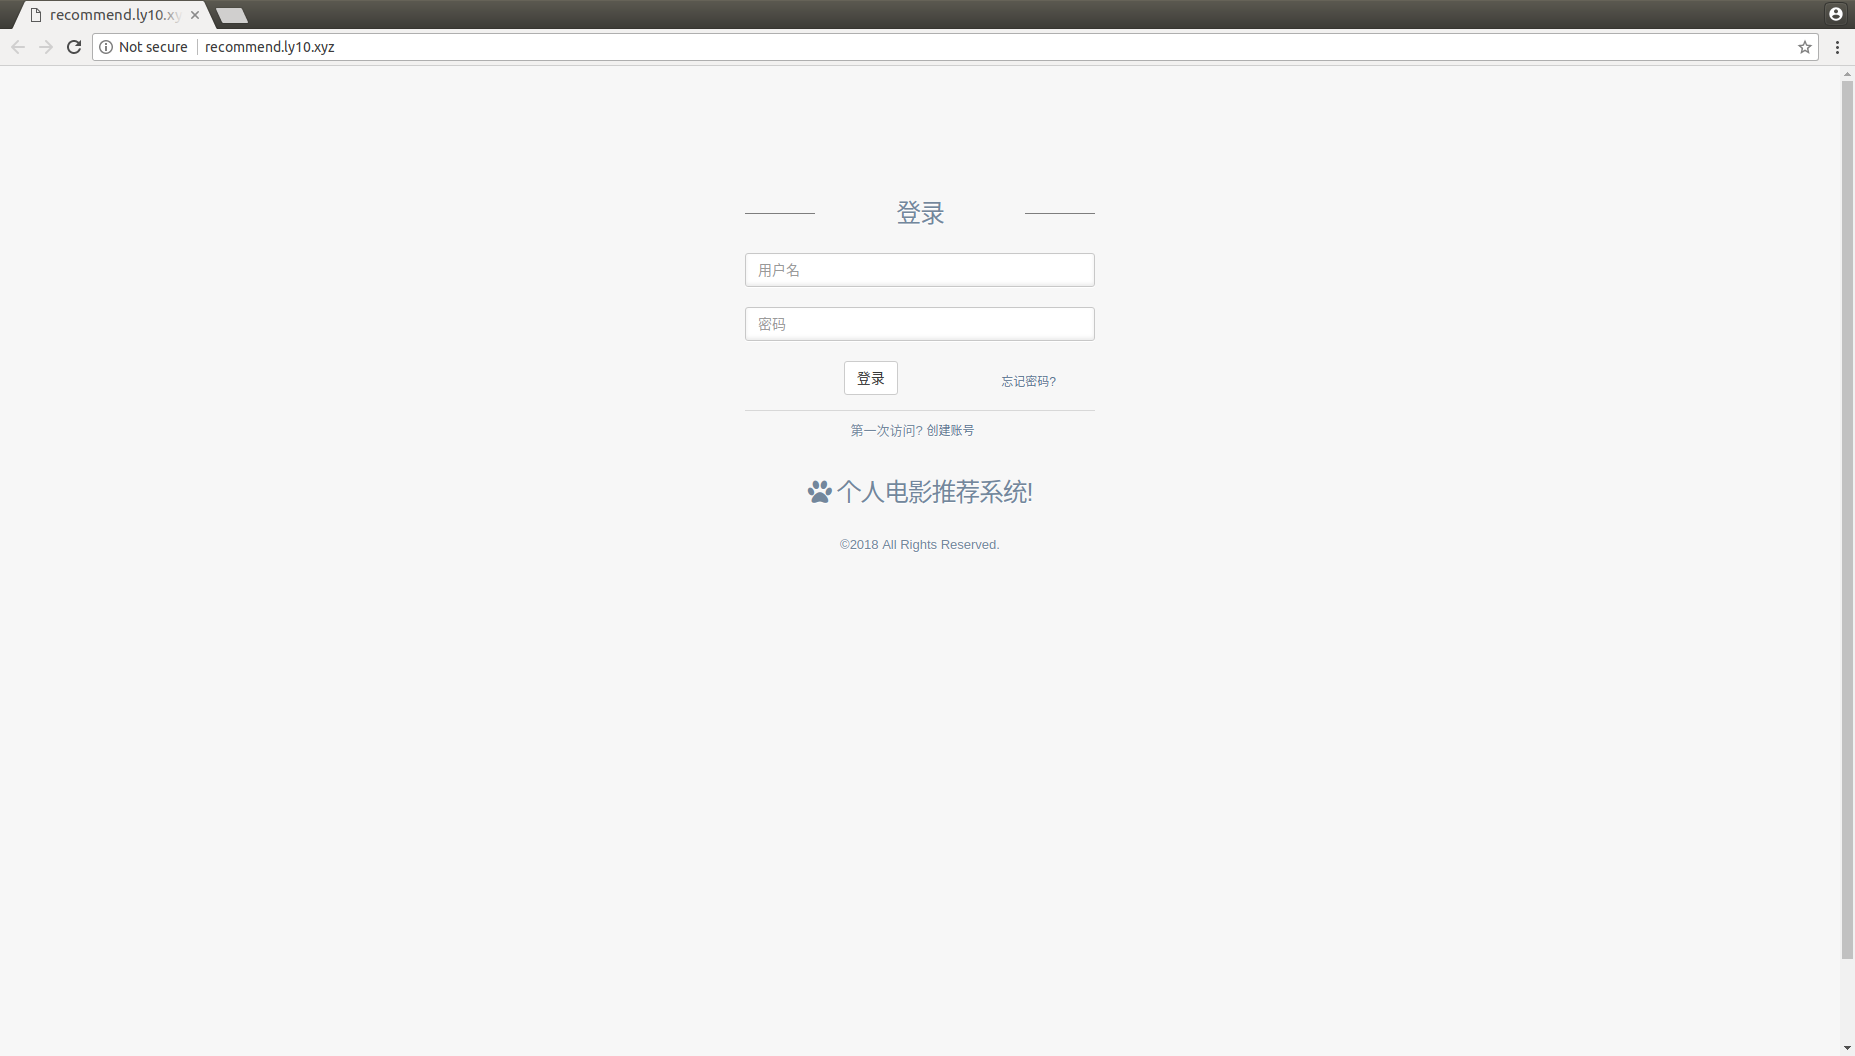 recommend.ly10.xy
Not secure
recommend.ly10.xyz
登录
用户名
密码
登录
忘记密码?
第一次访问? 创建账号
个人电影推荐系统!
©2018 All Rights Reserved.